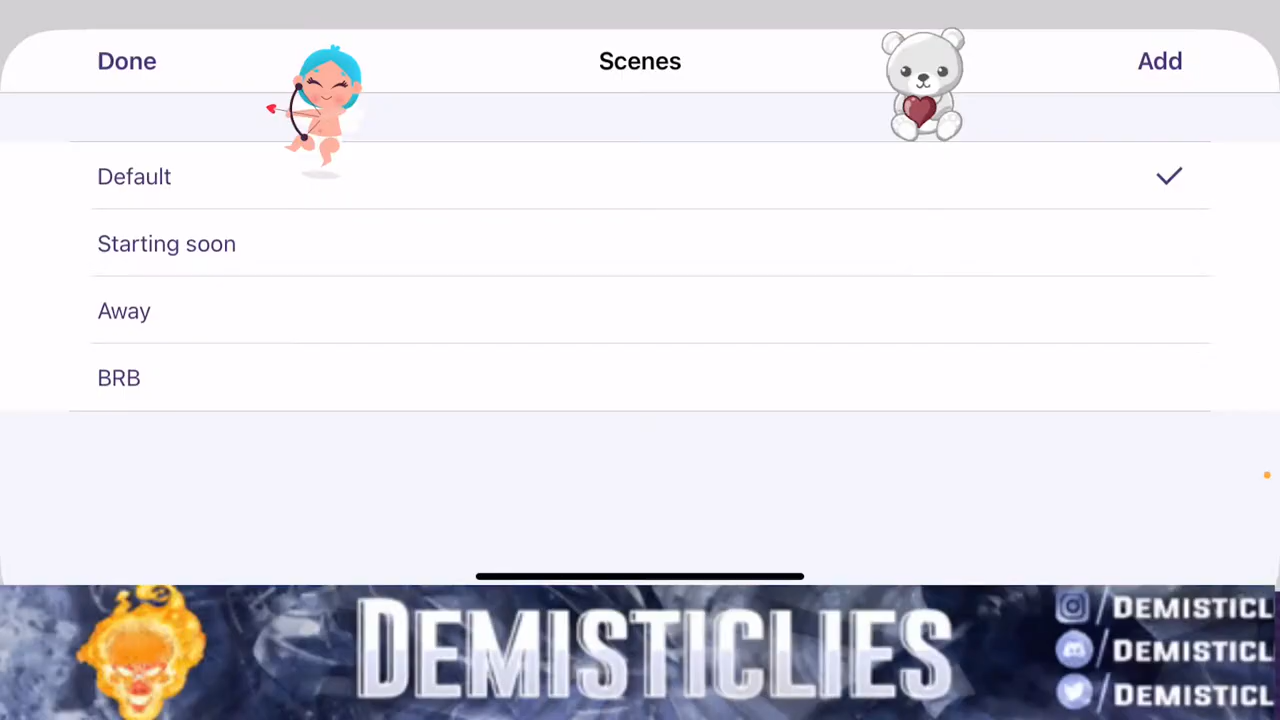 Done
Scenes
Add
Default
Starting soon
Away
BRB
DEMISTICLIES
/DEMISTICL
/DEMISTICL
/DEMISTICL